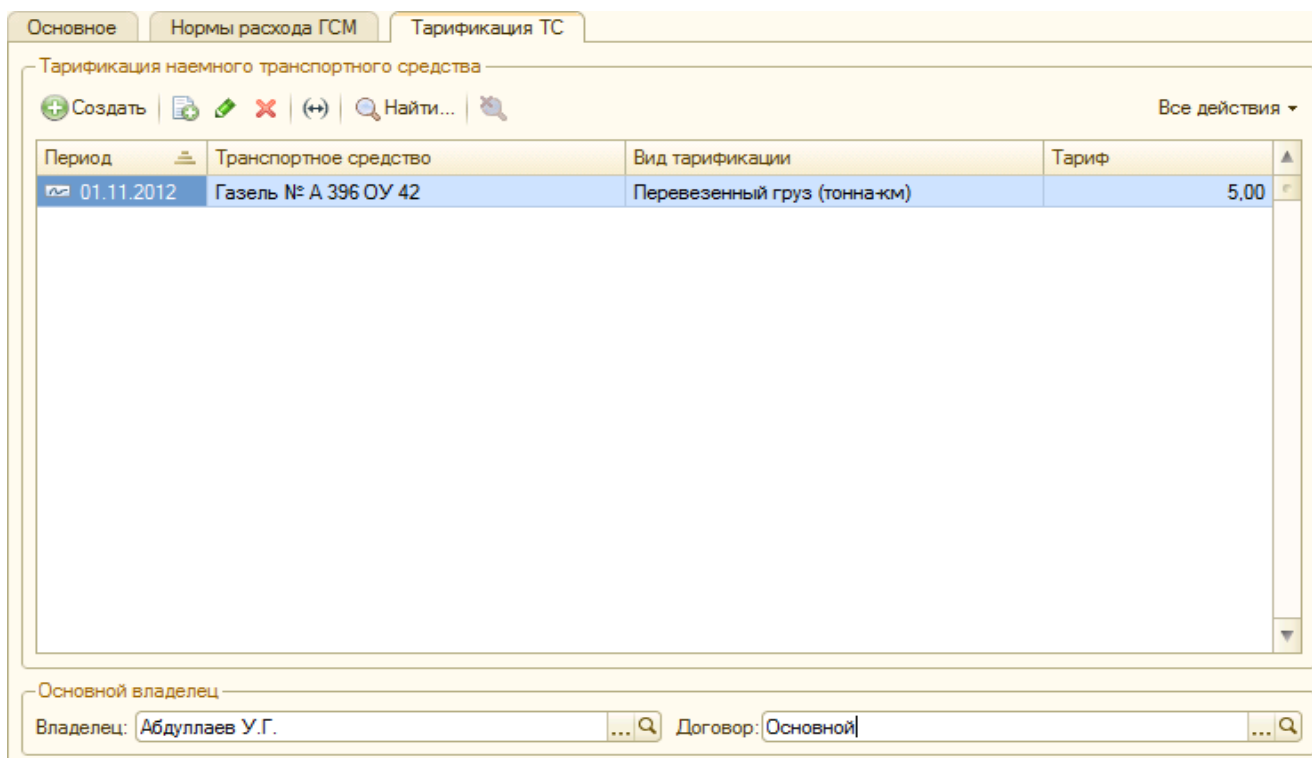 Основное Нормы расхода ГСМ Тарификация ТС
Тарификация наемного транспортного средства
Создать Найти... Все действия
Период Транспортное средство Вид тарификации Тариф
01.11.2012 Газель № А 396 ОУ 42 Перевезенный груз (тонна-км) 5,00
Основной владелец
Владелец: Абдуллаев У.Г. ... Договор: Основной ...